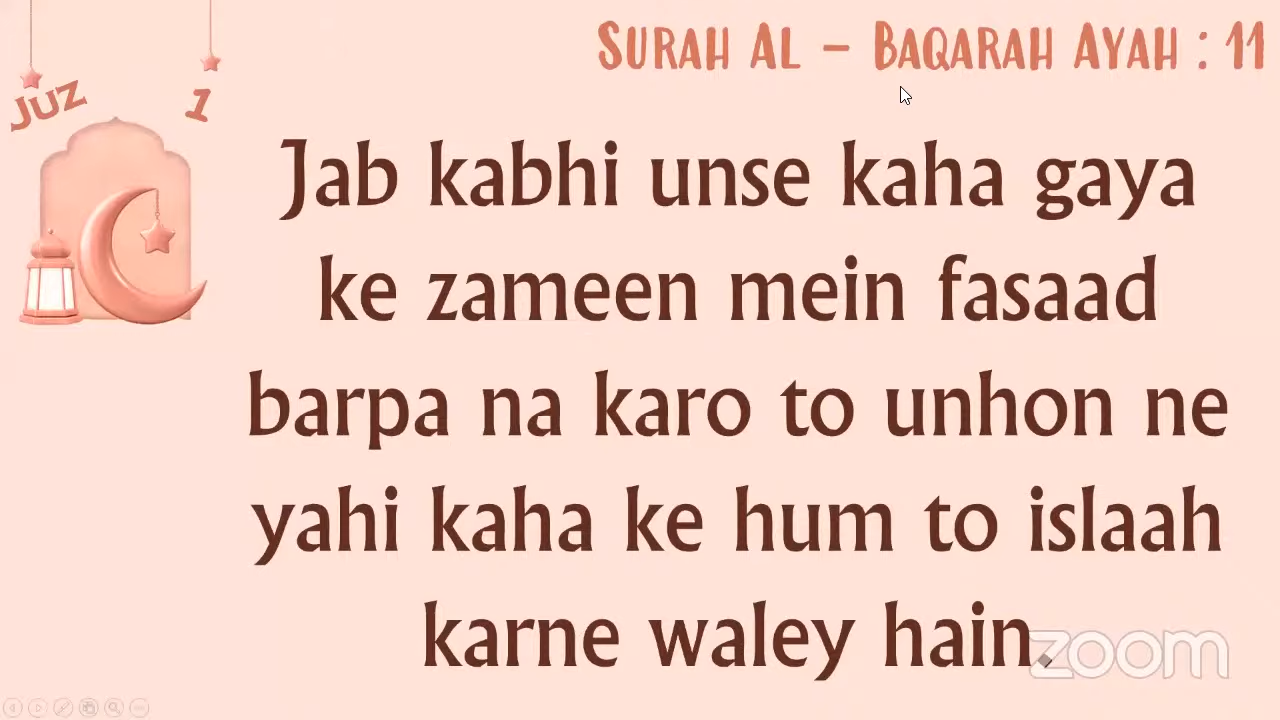 SURAH AL - BAQARAH AYAH : 11
JUZ 1
Jab kabhi unse kaha gaya
ke zameen mein fasaad
barpa na karo to unhon ne
yahi kaha ke hum to islaah
karne waley hain.
zoom